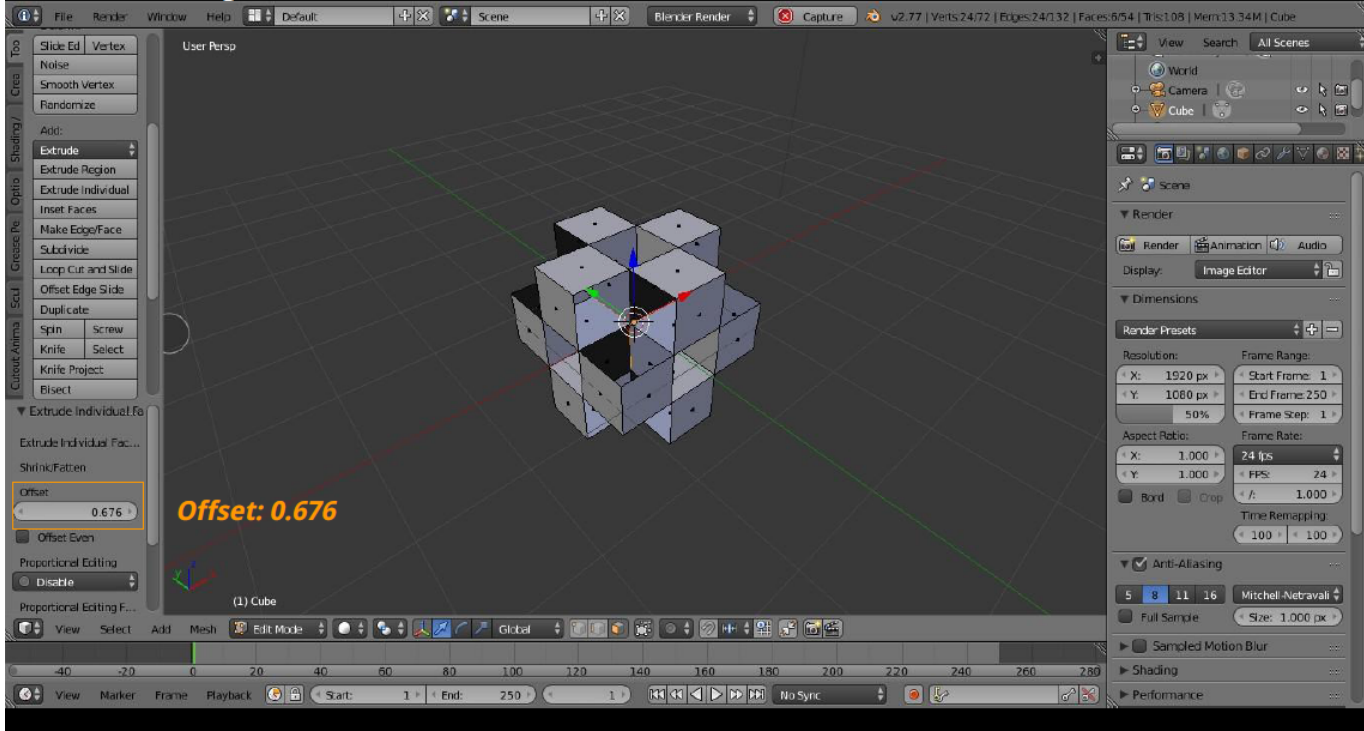 File Render Window Help Default Scene Blender Render Capture v2.77 | Verts:24/72 | Edges:24/132 | Faces:6/54 | Tris:108 | Mem:13.34M | Cube
Too
Crea
Shading/
Optio
Grease Pe
Scul
Cutout Anima
Slide Ed Vertex
Noise
Smooth Vertex
Randomize
Add:
Extrude
Extrude Region
Extrude Individual
Inset Faces
Make Edge/Face
Subdivide
Loop Cut and Slide
Offset Edge Slide
Duplicate
Spin Screw
Knife Select
Knife Project
Bisect
Extrude Individual Fa
Extrude Individual Fac...
Shrink/Fatten
Offset
0.676
Offset Even
Proportional Editing
Disable
Proportional Editing F...
User Persp
Offset: 0.676
z
y
(1) Cube
View Select Add Mesh Edit Mode Global
-40 -20 0 20 40 60 80 100 120 140 160 180 200 220 240 260 280
View Marker Frame Playback Start: 1 End: 250 1 No Sync
View Search All Scenes
World
Camera
Cube
Scene
Render
Render Animation Audio
Display: Image Editor
Dimensions
Render Presets
Resolution: Frame Range:
X: 1920 px Start Frame: 1
Y: 1080 px End Frame: 250
50% Frame Step: 1
Aspect Ratio: Frame Rate:
X: 1.000 24 fps
Y: 1.000 FPS: 24
Bord Crop /: 1.000
Time Remapping:
100 100
Anti-Aliasing
5 8 11 16 Mitchell-Netravali
Full Sample Size: 1.000 px
Sampled Motion Blur
Shading
Performance